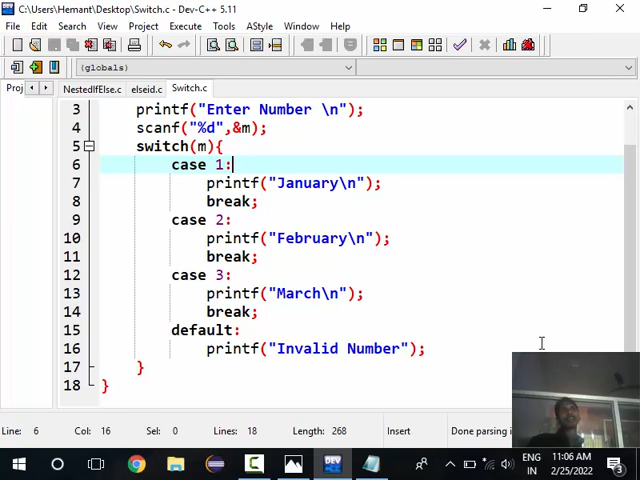 C:\Users\Hemant\Desktop\Switch.c - Dev-C++ 5.11
File Edit Search View Project Execute Tools AStyle Window Help
(globals)
Proj NestedIfElse.c elseid.c Switch.c
3 printf("Enter Number \n");
4 scanf("%d",&m);
5 switch(m){
6 case 1:
7 printf("January\n");
8 break;
9 case 2:
10 printf("February\n");
11 break;
12 case 3:
13 printf("March\n");
14 break;
15 default:
16 printf("Invalid Number");
17 }
18 }
Line: 6 Col: 16 Sel: 0 Lines: 18 Length: 268 Insert Done parsing i
DEV ENG 11:06 AM
IN 2/25/2022 3